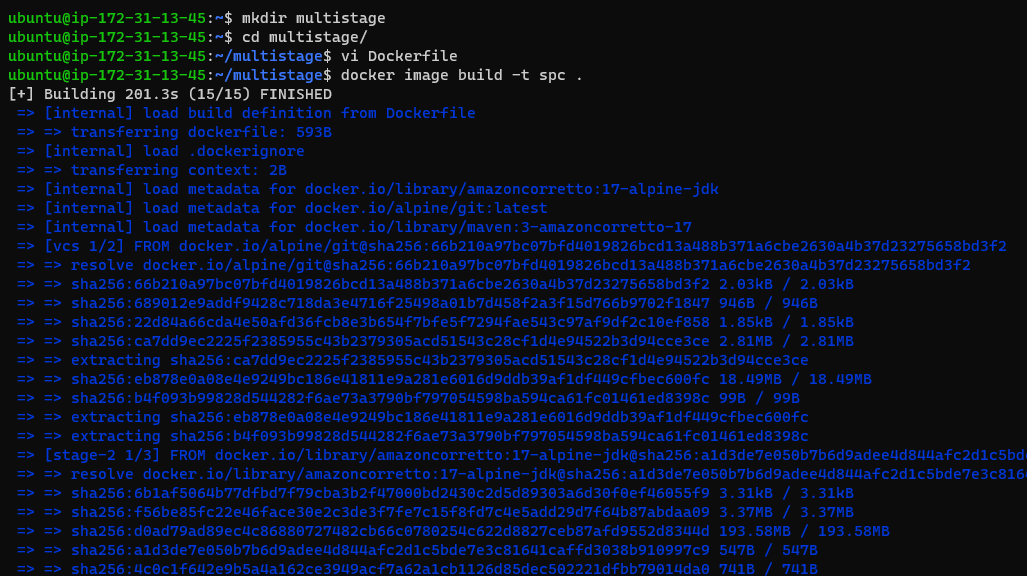 ubuntu@ip-172-31-13-45:~$ mkdir multistage
ubuntu@ip-172-31-13-45:~$ cd multistage/
ubuntu@ip-172-31-13-45:~/multistage$ vi Dockerfile
ubuntu@ip-172-31-13-45:~/multistage$ docker image build -t spc .
[+] Building 201.3s (15/15) FINISHED
=> [internal] load build definition from Dockerfile
=> => transferring dockerfile: 593B
=> [internal] load .dockerignore
=> => transferring context: 2B
=> [internal] load metadata for docker.io/library/amazoncorretto:17-alpine-jdk
=> [internal] load metadata for docker.io/alpine/git:latest
=> [internal] load metadata for docker.io/library/maven:3-amazoncorretto-17
=> [vcs 1/2] FROM docker.io/alpine/git@sha256:66b210a97bc07bfd4019826bcd13a488b371a6cbe2630a4b37d23275658bd3f2
=> => resolve docker.io/alpine/git@sha256:66b210a97bc07bfd4019826bcd13a488b371a6cbe2630a4b37d23275658bd3f2
=> => sha256:66b210a97bc07bfd4019826bcd13a488b371a6cbe2630a4b37d23275658bd3f2 2.03kB / 2.03kB
=> => sha256:689012e9addf9428c718da3e4716f25498a01b7d458f2a3f15d766b9702f1847 946B / 946B
=> => sha256:22d84a66cda4e50afd36fcb8e3b654f7bfe5f7294fae543c97af9df2c10ef858 1.85kB / 1.85kB
=> => sha256:ca7dd9ec2225f2385955c43b2379305acd51543c28cf1d4e94522b3d94cce3ce 2.81MB / 2.81MB
=> => extracting sha256:ca7dd9ec2225f2385955c43b2379305acd51543c28cf1d4e94522b3d94cce3ce
=> => sha256:eb878e0a08e4e9249bc186e41811e9a281e6016d9ddb39af1df449cfbec600fc 18.49MB / 18.49MB
=> => sha256:b4f093b99828d544282f6ae73a3790bf797054598ba594ca61fc01461ed8398c 99B / 99B
=> => extracting sha256:eb878e0a08e4e9249bc186e41811e9a281e6016d9ddb39af1df449cfbec600fc
=> => extracting sha256:b4f093b99828d544282f6ae73a3790bf797054598ba594ca61fc01461ed8398c
=> [stage-2 1/3] FROM docker.io/library/amazoncorretto:17-alpine-jdk@sha256:a1d3de7e050b7b6d9adee4d844afc2d1c5bde
=> => resolve docker.io/library/amazoncorretto:17-alpine-jdk@sha256:a1d3de7e050b7b6d9adee4d844afc2d1c5bde7e3c816
=> => sha256:6b1af5064b77dfbd7f79cba3b2f47000bd2430c2d5d89303a6d30f0ef46055f9 3.31kB / 3.31kB
=> => sha256:f56be85fc22e46face30e2c3de3f7fe7c15f8fd7c4e5add29d7f64b87abdaa09 3.37MB / 3.37MB
=> => sha256:d0ad79ad89ec4c86880727482cb66c0780254c622d8827ceb87afd9552d8344d 193.58MB / 193.58MB
=> => sha256:a1d3de7e050b7b6d9adee4d844afc2d1c5bde7e3c81641caffd3038b910997c9 547B / 547B
=> => sha256:4c0c1f642e9b5a4a162ce3949acf7a62a1cb1126d85dec502221dfbb79014da0 741B / 741B